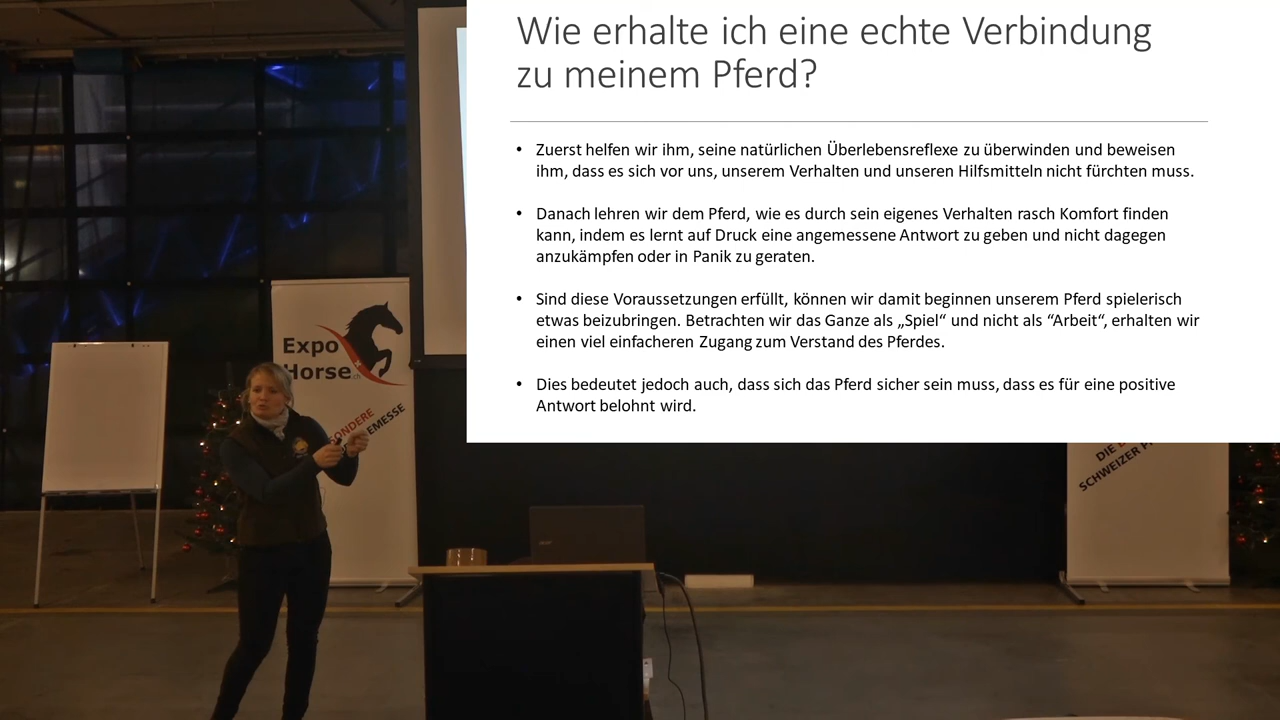 Wie erhalte ich eine echte Verbindung
zu meinem Pferd?
• Zuerst helfen wir ihm, seine natürlichen Überlebensreflexe zu überwinden und beweisen
ihm, dass es sich vor uns, unserem Verhalten und unseren Hilfsmitteln nicht fürchten muss.
• Danach lehren wir dem Pferd, wie es durch sein eigenes Verhalten rasch Komfort finden
kann, indem es lernt auf Druck eine angemessene Antwort zu geben und nicht dagegen
anzukämpfen oder in Panik zu geraten.
• Sind diese Voraussetzungen erfüllt, können wir damit beginnen unserem Pferd spielerisch
etwas beizubringen. Betrachten wir das Ganze als „Spiel“ und nicht als “Arbeit“, erhalten wir
einen viel einfacheren Zugang zum Verstand des Pferdes.
• Dies bedeutet jedoch auch, dass sich das Pferd sicher sein muss, dass es für eine positive
Antwort belohnt wird.
Expo
Horse.ch
SONDERE
EMESSE
DIE
SCHWEIZER
acer